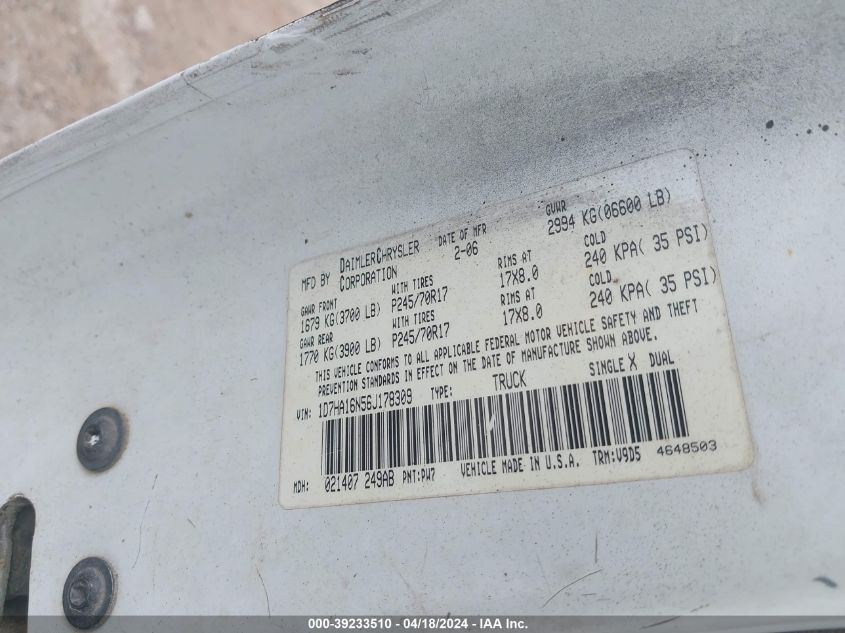 MFD BY DAIMLERCHRYSLER CORPORATION DATE OF MFR 2-06 GVWR 2994 KG(06600 LB)
GAWR FRONT WITH TIRES RIMS AT COLD
1679 KG(3700 LB) P245/70R17 17X8.0 240 KPA( 35 PSI)
GAWR REAR WITH TIRES RIMS AT COLD
1770 KG(3900 LB) P245/70R17 17X8.0 240 KPA( 35 PSI)
THIS VEHICLE CONFORMS TO ALL APPLICABLE FEDERAL MOTOR VEHICLE SAFETY AND THEFT
PREVENTION STANDARDS IN EFFECT ON THE DATE OF MANUFACTURE SHOWN ABOVE.
VIN: 1D7HA16N56J178309 TYPE: TRUCK SINGLE X DUAL
MDH: 021407 249AB PNT:PW7 VEHICLE MADE IN U.S.A. TRM:V9D5 4648503
000-39233510 - 04/18/2024 - IAA Inc.